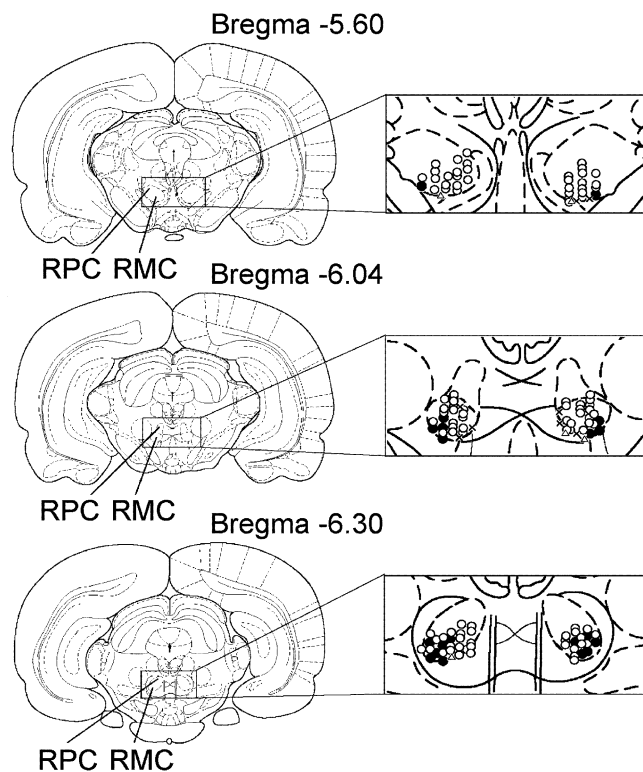 Bregma -5.60
RPC RMC
Bregma -6.04
RPC RMC
Bregma -6.30
RPC RMC